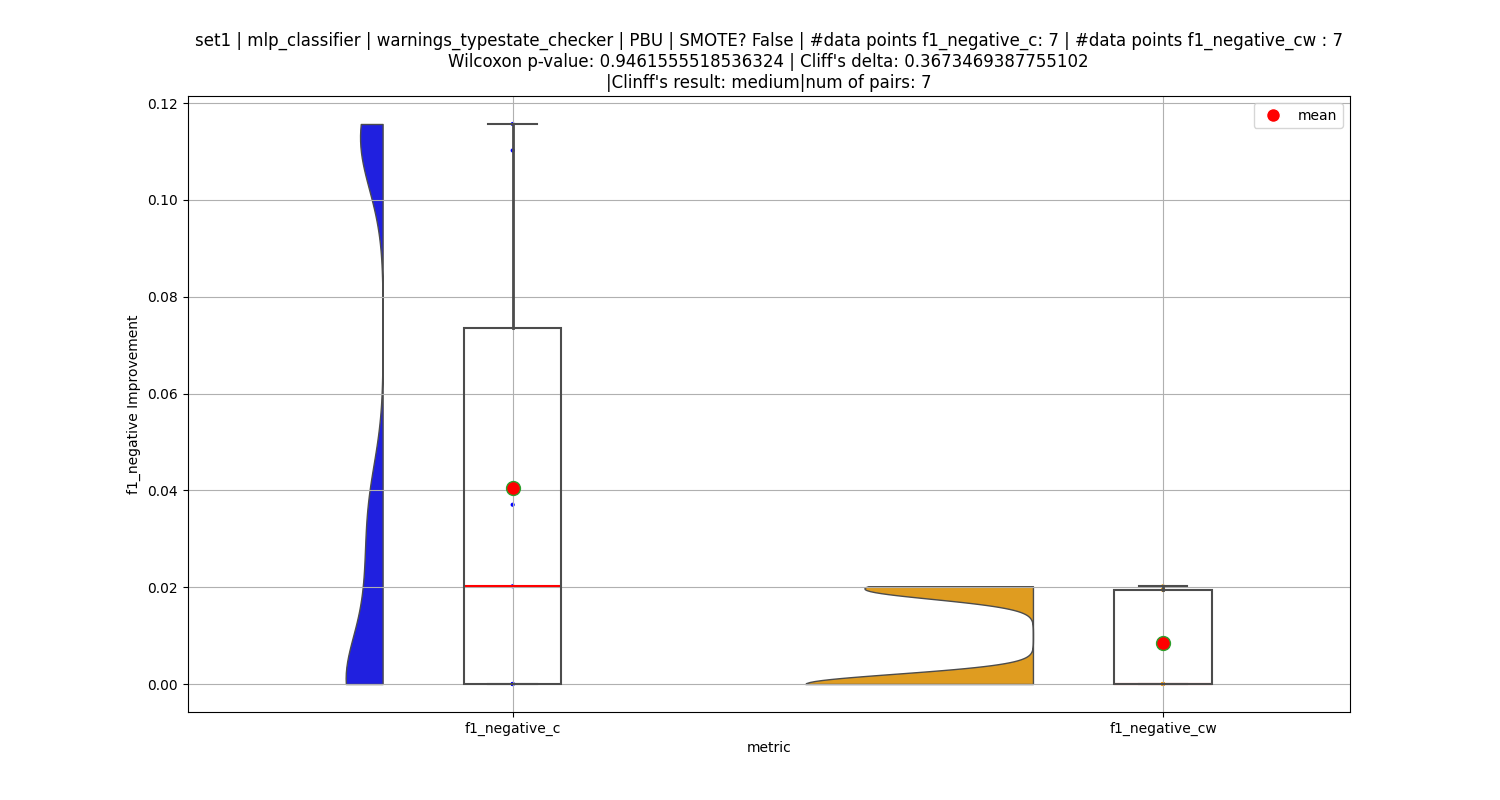 set1 | mlp_classifier | warnings_typestate_checker | PBU | SMOTE? False | #data points f1_negative_c: 7 | #data points f1_negative_cw : 7
Wilcoxon p-value: 0.9461555518536324 | Cliff's delta: 0.3673469387755102
|Clinff's result: medium|num of pairs: 7
mean
0.12
0.10
0.08
0.06
0.04
0.02
0.00
f1_negative Improvement
f1_negative_c
f1_negative_cw
metric